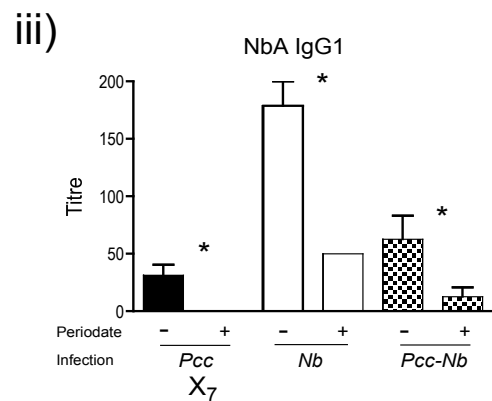 iii)
NbA IgG1
200
150
100
50
0
Titre
* * *
Periodate - + - + - +
Infection Pcc Nb Pcc-Nb
X7